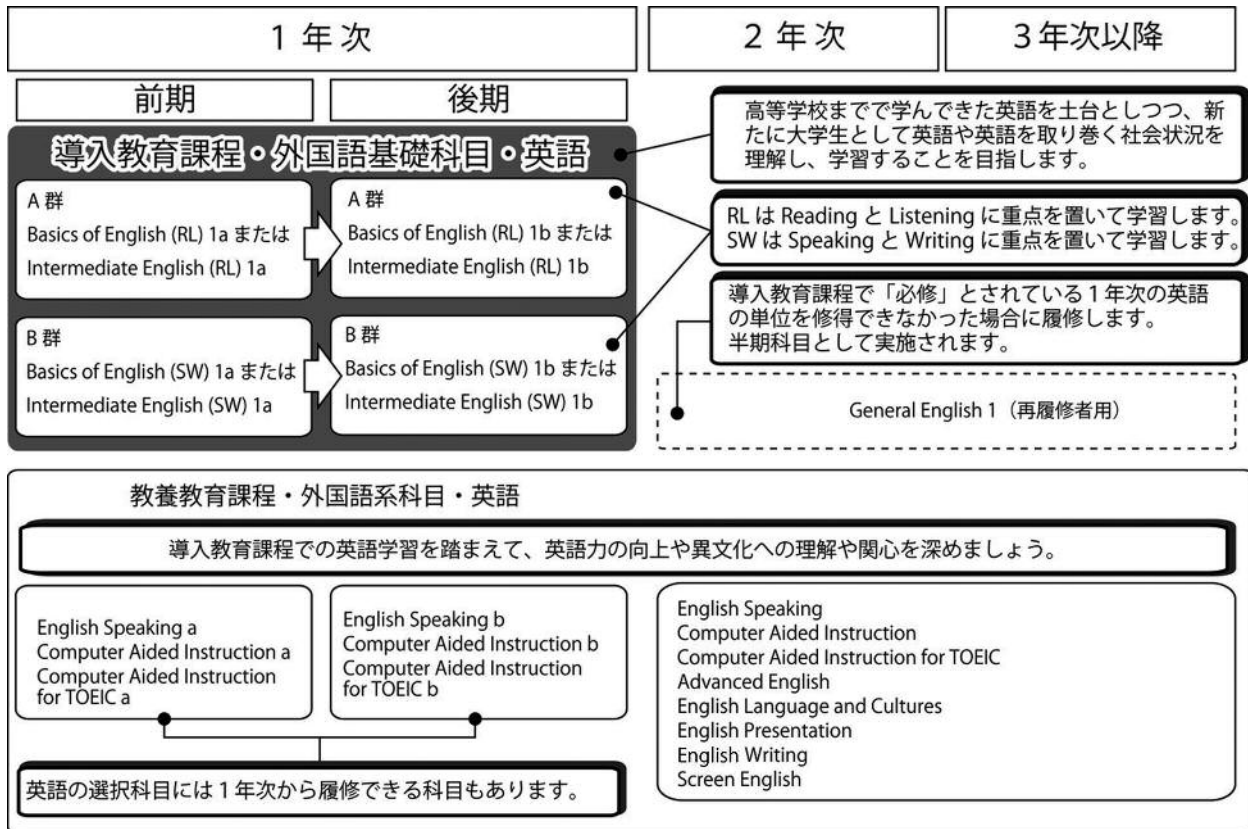 1 年 次
2 年 次
3 年次以降
前期
後期
導入教育課程・外国語基礎科目・英語
A 群
Basics of English (RL) 1a または
Intermediate English (RL) 1a
A 群
Basics of English (RL) 1b または
Intermediate English (RL) 1b
B 群
Basics of English (SW) 1a または
Intermediate English (SW) 1a
B 群
Basics of English (SW) 1b または
Intermediate English (SW) 1b
高等学校までで学んできた英語を土台としつつ、新
たに大学生として英語や英語を取り巻く社会状況を
理解し、学習することを目指します。
RL は Reading と Listening に重点を置いて学習します。
SW は Speaking と Writing に重点を置いて学習します。
導入教育課程で「必修」とされている 1 年次の英語
の単位を修得できなかった場合に履修します。
半期科目として実施されます。
General English 1（再履修者用）
教養教育課程・外国語系科目・英語
導入教育課程での英語学習を踏まえて、英語力の向上や異文化への理解や関心を深めましょう。
English Speaking a
Computer Aided Instruction a
Computer Aided Instruction
for TOEIC a
English Speaking b
Computer Aided Instruction b
Computer Aided Instruction
for TOEIC b
英語の選択科目には 1 年次から履修できる科目もあります。
English Speaking
Computer Aided Instruction
Computer Aided Instruction for TOEIC
Advanced English
English Language and Cultures
English Presentation
English Writing
Screen English